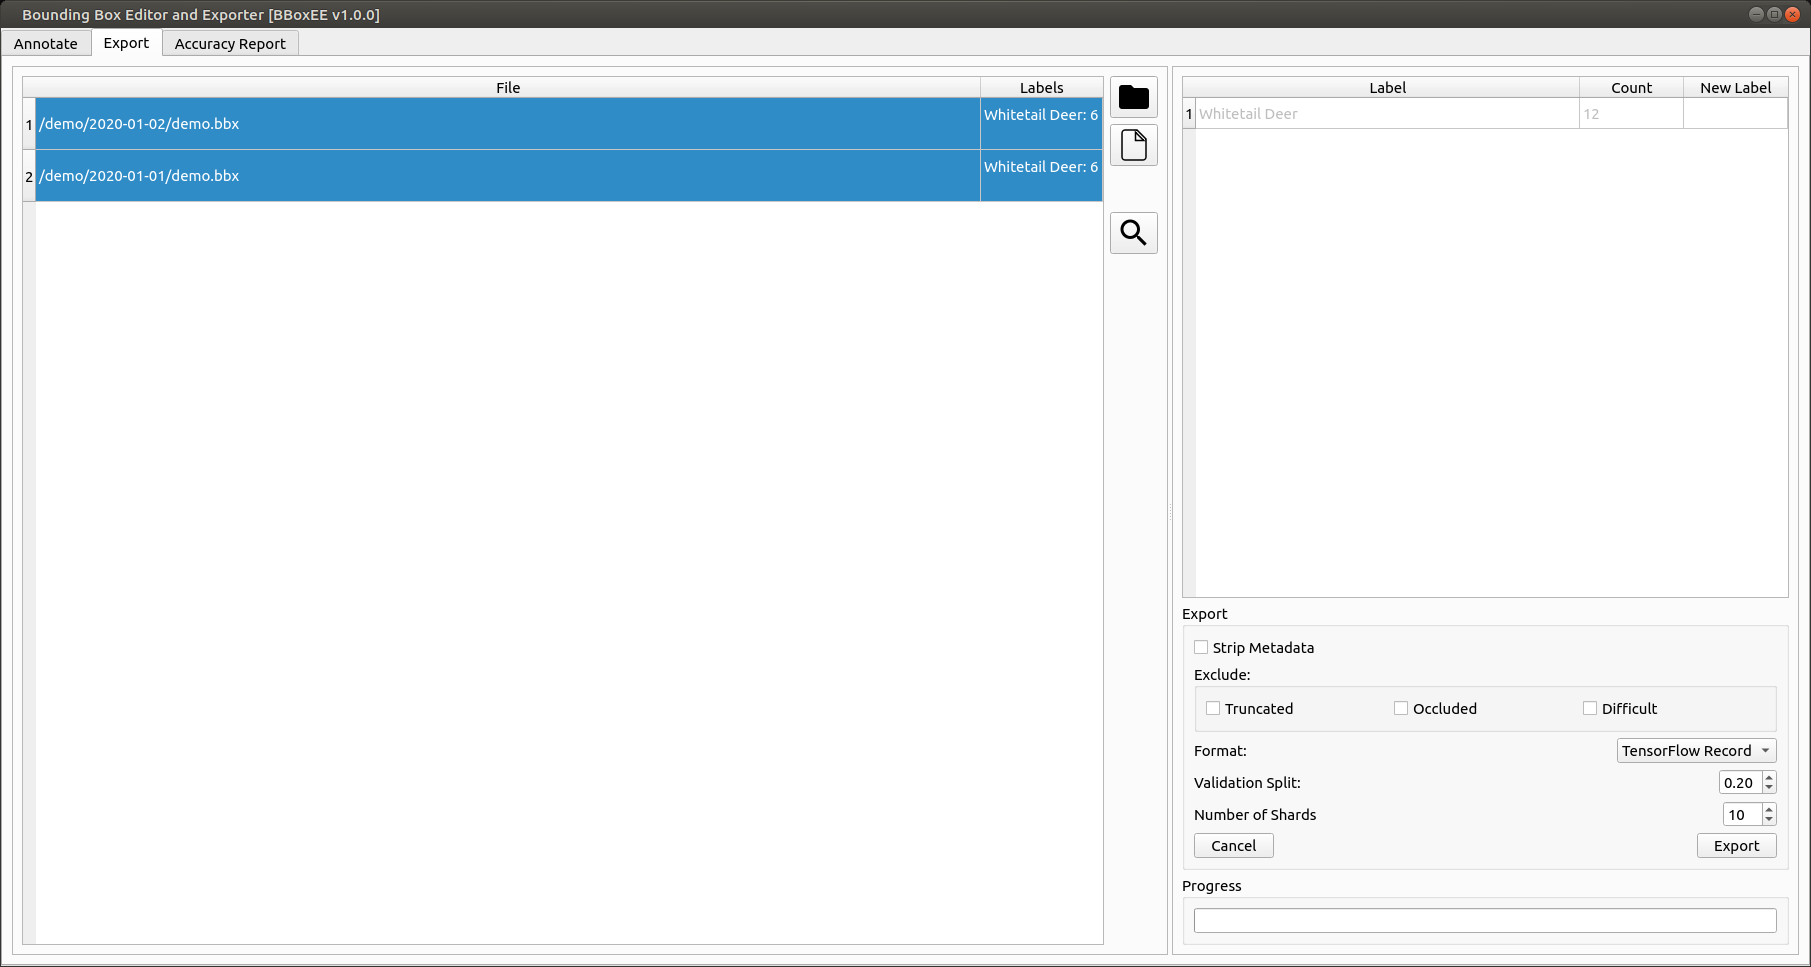 Bounding Box Editor and Exporter [BBoxEE v1.0.0]
Annotate Export Accuracy Report
File Labels
1 /demo/2020-01-02/demo.bbx Whitetail Deer: 6
2 /demo/2020-01-01/demo.bbx Whitetail Deer: 6
Label Count New Label
1 Whitetail Deer 12
Export
Strip Metadata
Exclude:
Truncated Occluded Difficult
Format: TensorFlow Record
Validation Split: 0.20
Number of Shards 10
Cancel Export
Progress